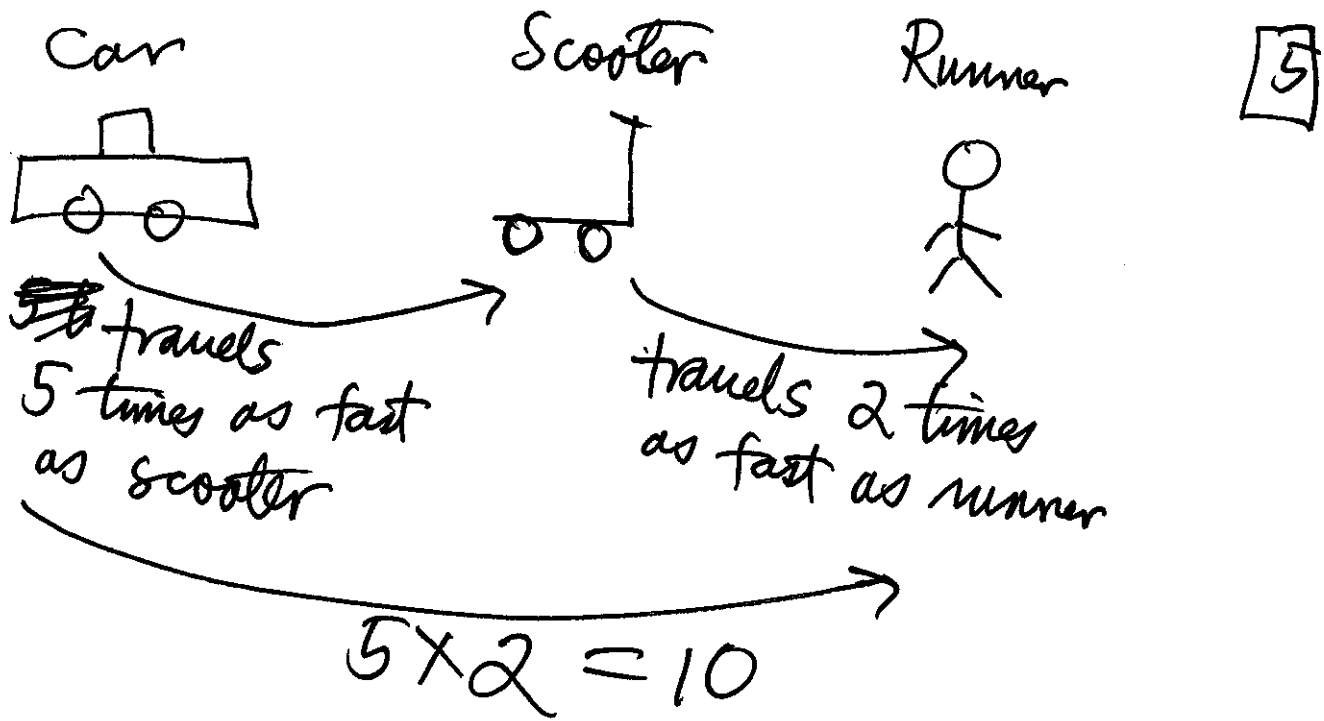 Car Scooter Runner 5
travels
5 times as fast
as scooter
travels 2 times
as fast as runner
5×2=10